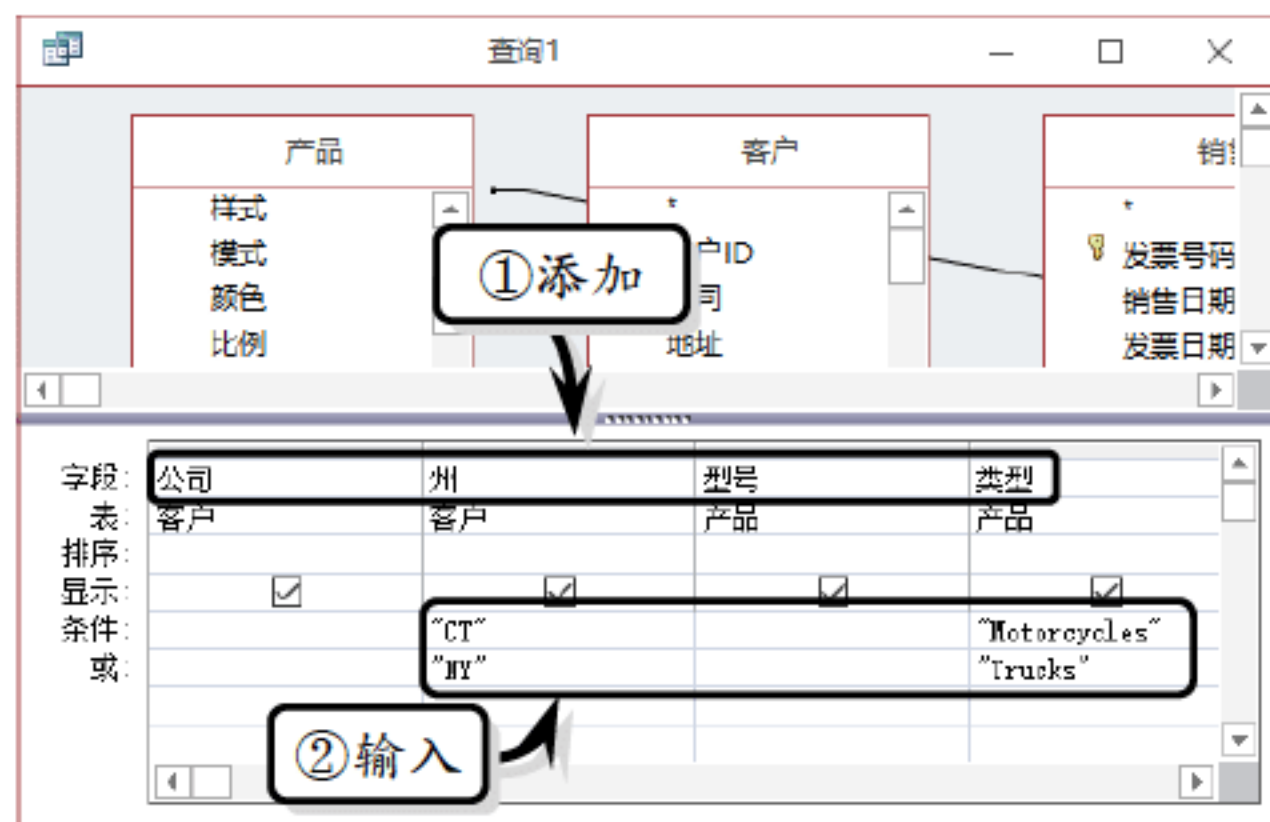 查询1
产品
客户
销售
样式
模式
颜色
比例
*
户ID
司
地址
*
发票号码
销售日期
发票日期
①添加
字段: 公司 州 型号 类型
表: 客户 客户 产品 产品
排序:
显示:
条件: "CT" "Motorcycles"
或: "NY" "Trucks"
②输入